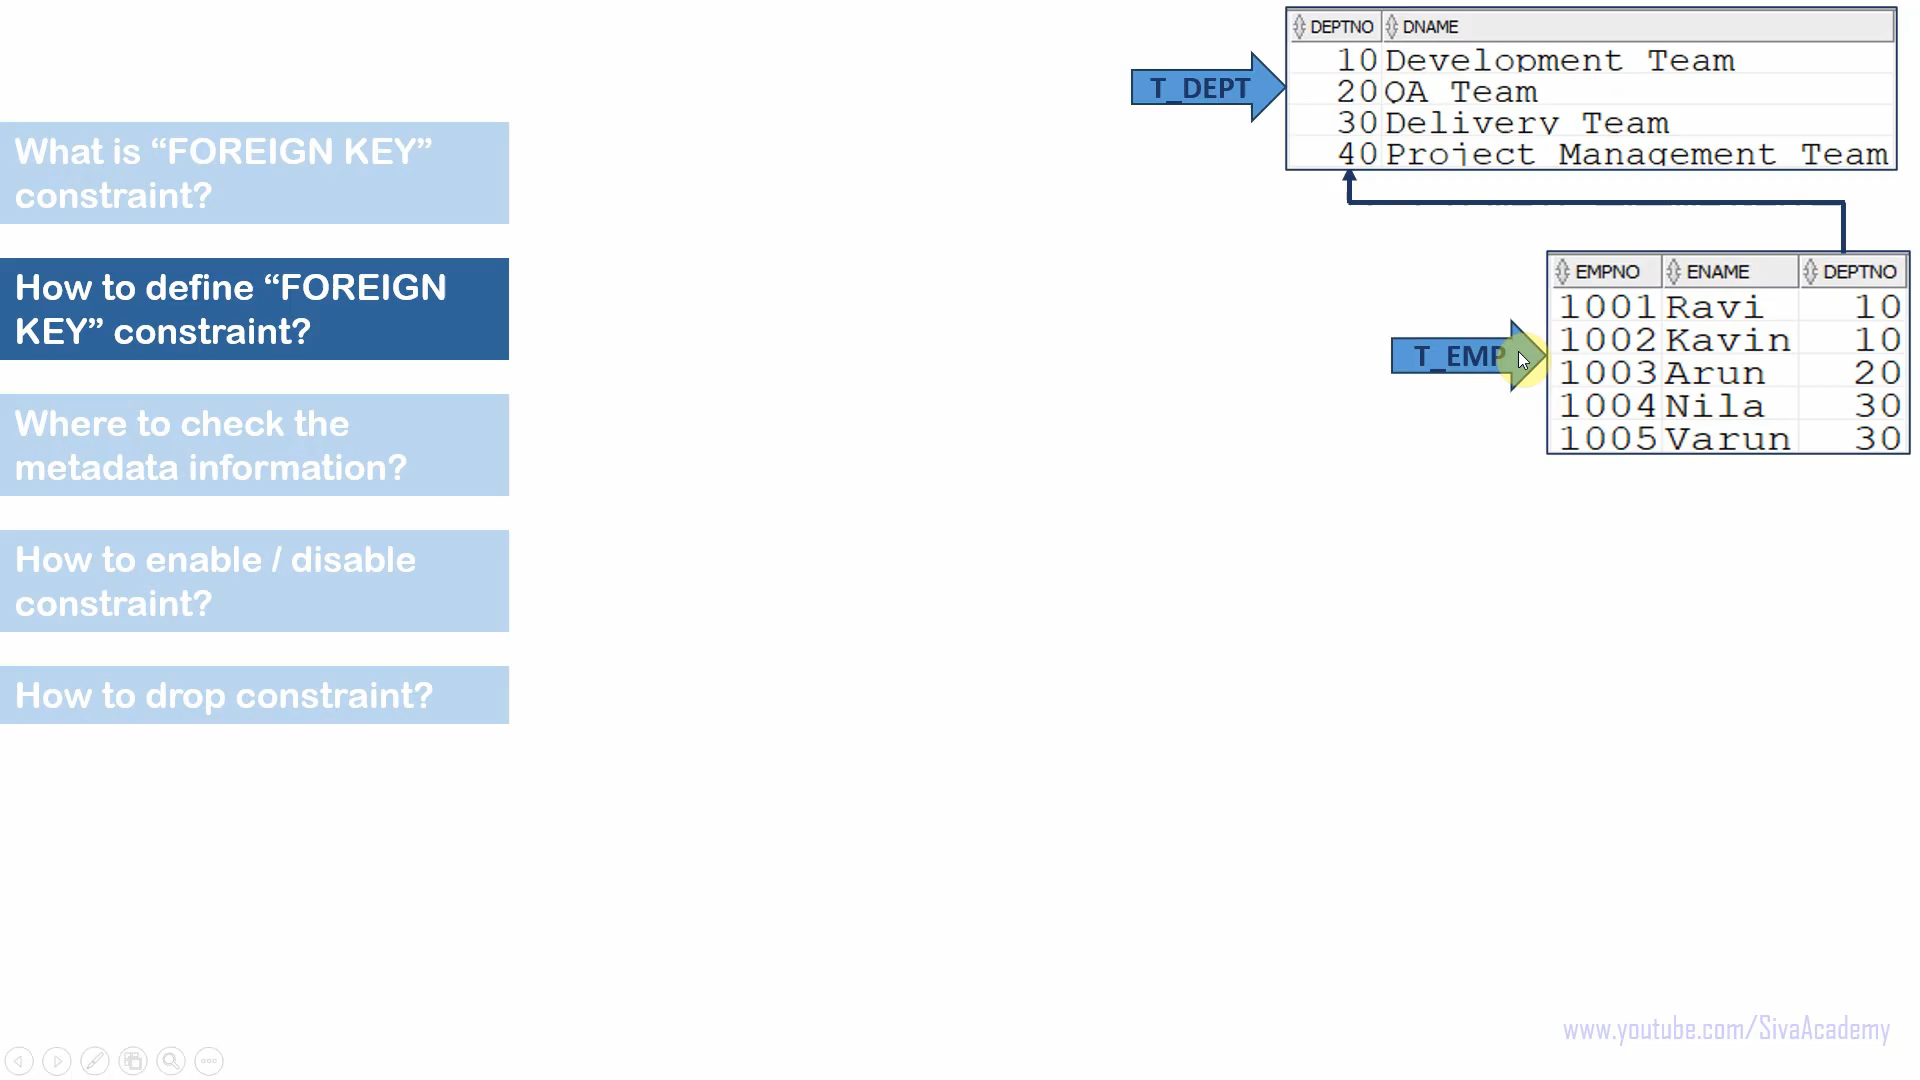 What is “FOREIGN KEY”
constraint?
How to define “FOREIGN
KEY” constraint?
Where to check the
metadata information?
How to enable / disable
constraint?
How to drop constraint?
T_DEPT
DEPTNO DNAME
10 Development Team
20 QA Team
30 Delivery Team
40 Project Management Team
T_EMP
EMPNO ENAME DEPTNO
1001 Ravi 10
1002 Kavin 10
1003 Arun 20
1004 Nila 30
1005 Varun 30
www.youtube.com/SivaAcademy